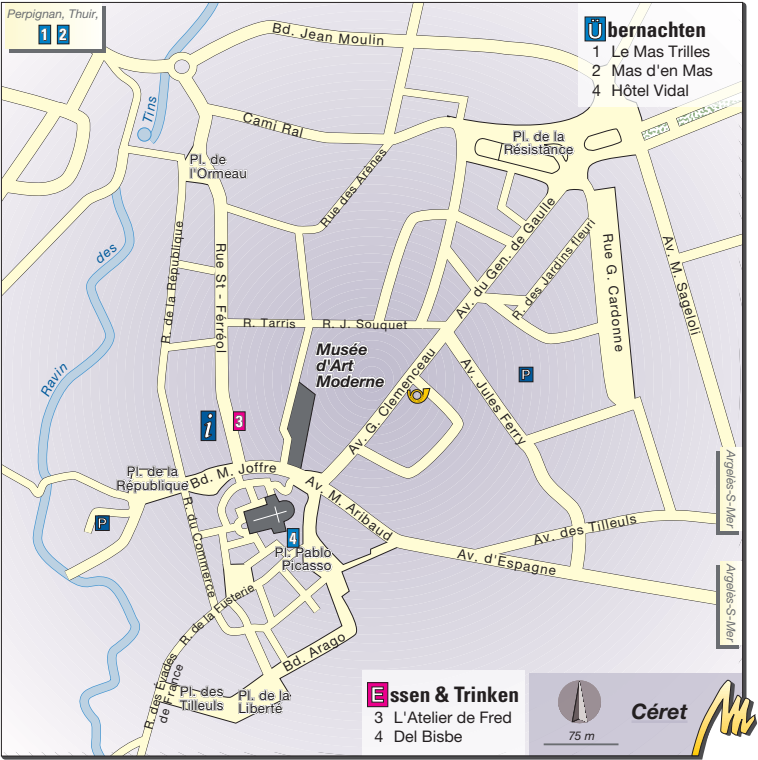 Perpignan, Thuir,
1 2
Übernachten
1 Le Mas Trilles
2 Mas d'en Mas
4 Hôtel Vidal
Bd. Jean Moulin
Tins
Cami Ral
Pl. de la
Résistance
Pl. de
l'Ormeau
Rue des Arènes
des
R. de la République
Rue St - Ferréol
Av. du Gen. de Gaulle
R. des Jardins fleuri
Rue G. Cardonne
Av. M. Sageloli
R. Tarris
R. J. Souquet
Musée
d'Art
Moderne
Ravin
P
Av. G. Clemenceau
Av. Jules Ferry
i
3
Pl. de la
République
Bd. M. Joffre
Av. M. Aribaud
Argelès-S-Mer
P
R. du Commerce
4
Pl. Pablo
Picasso
Av. des Tilleuls
Av. d'Espagne
Argelès-S-Mer
R. de la Fusterie
Bd. Arago
R. des Evades
de France
Pl. des
Tilleuls
Pl. de la
Liberté
Essen & Trinken
3 L'Atelier de Fred
4 Del Bisbe
75 m
Céret